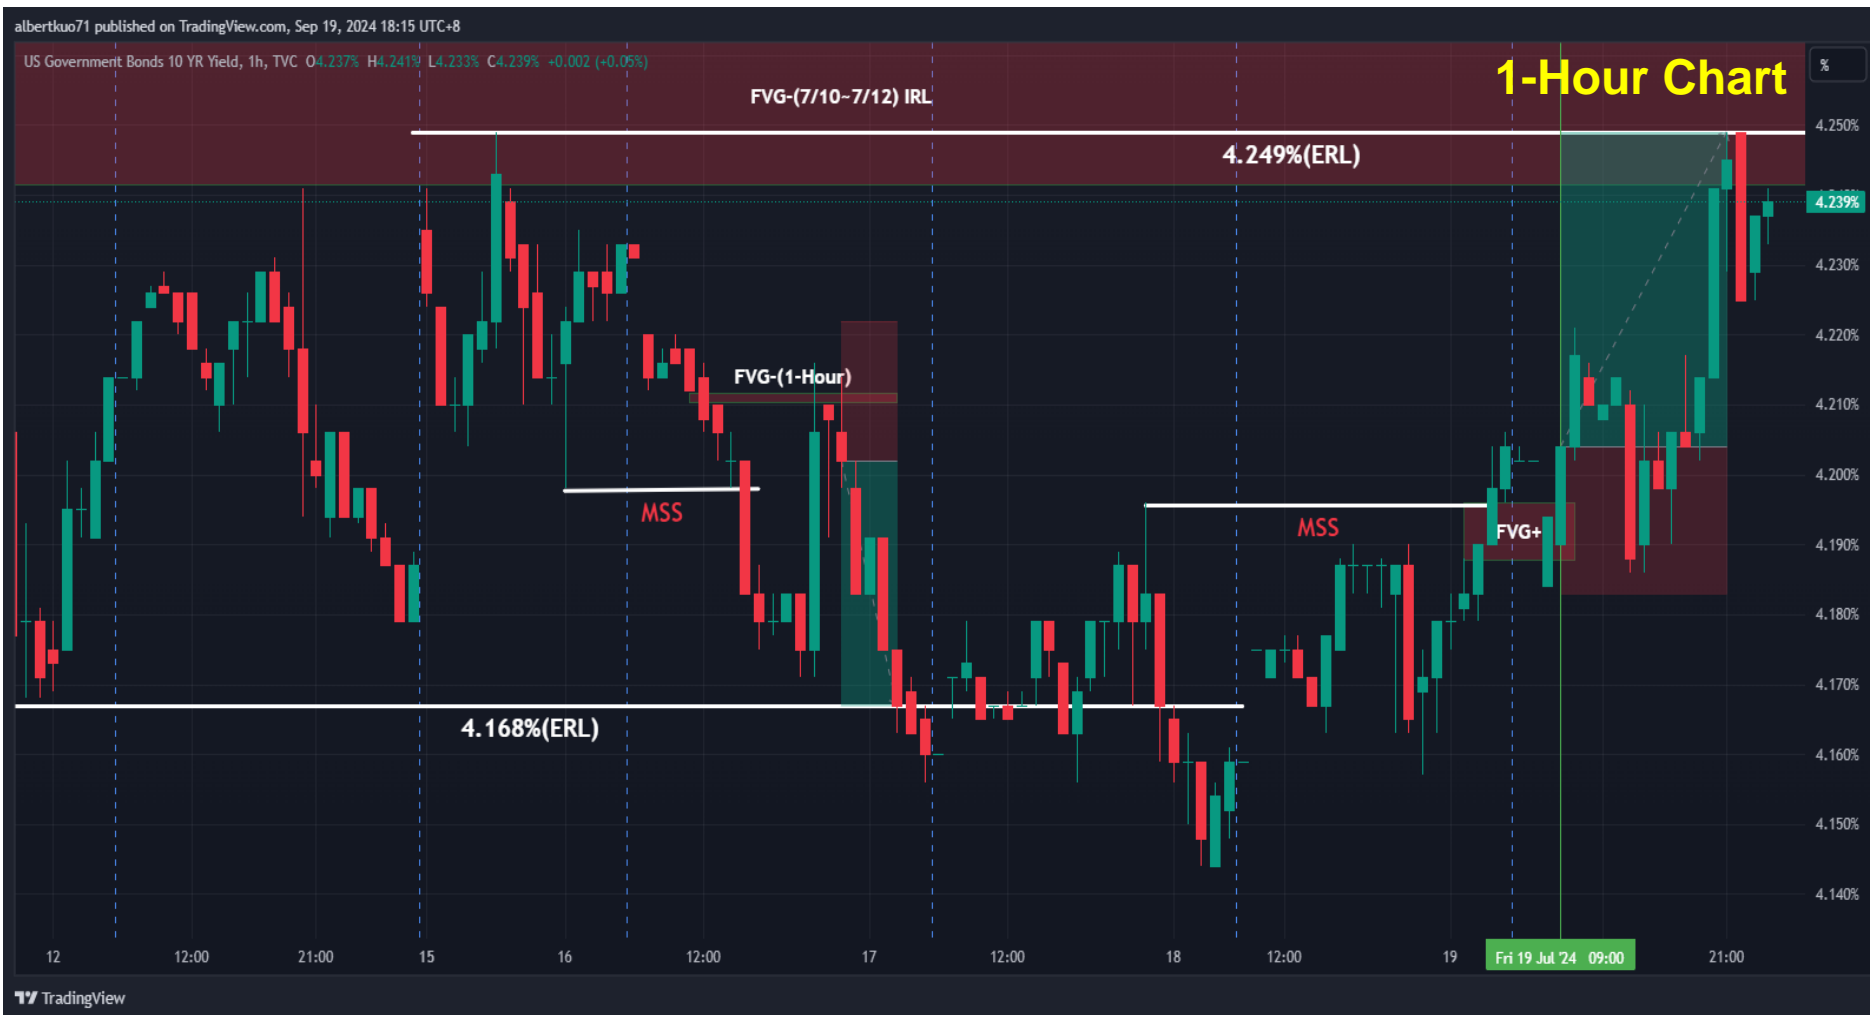 albertkuo71 published on TradingView.com, Sep 19, 2024 18:15 UTC+8
US Government Bonds 10 YR Yield, 1h, TVC O4.237% H4.241% L4.233% C4.239% +0.002 (+0.05%)
1-Hour Chart
%
FVG-(7/10~7/12) IRL
4.250%
4.249%(ERL)
4.239%
4.230%
4.220%
FVG-(1-Hour)
4.210%
4.200%
MSS
MSS
FVG+
4.190%
4.180%
4.170%
4.168%(ERL)
4.160%
4.150%
4.140%
12 12:00 21:00 15 16 12:00 17 12:00 18 12:00 19 Fri 19 Jul '24 09:00 21:00
TradingView